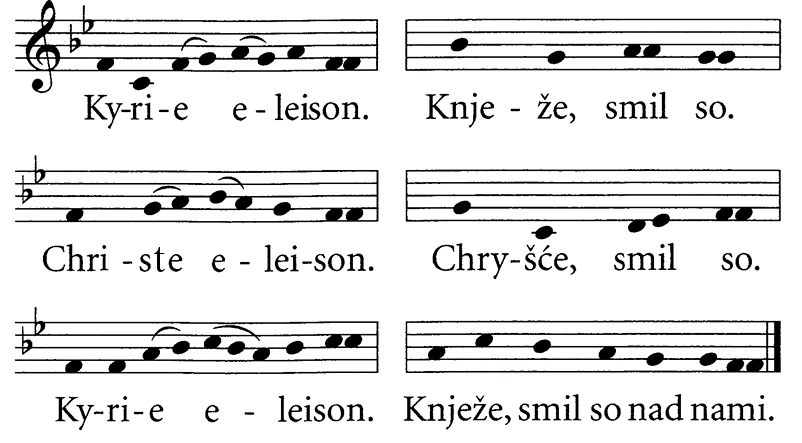 Ky-ri-e e-leison. Knje-že, smil so.
Chri-ste e-lei-son. Chry-šće, smil so.
Ky-ri-e e-leison. Knježe, smil so nad nami.